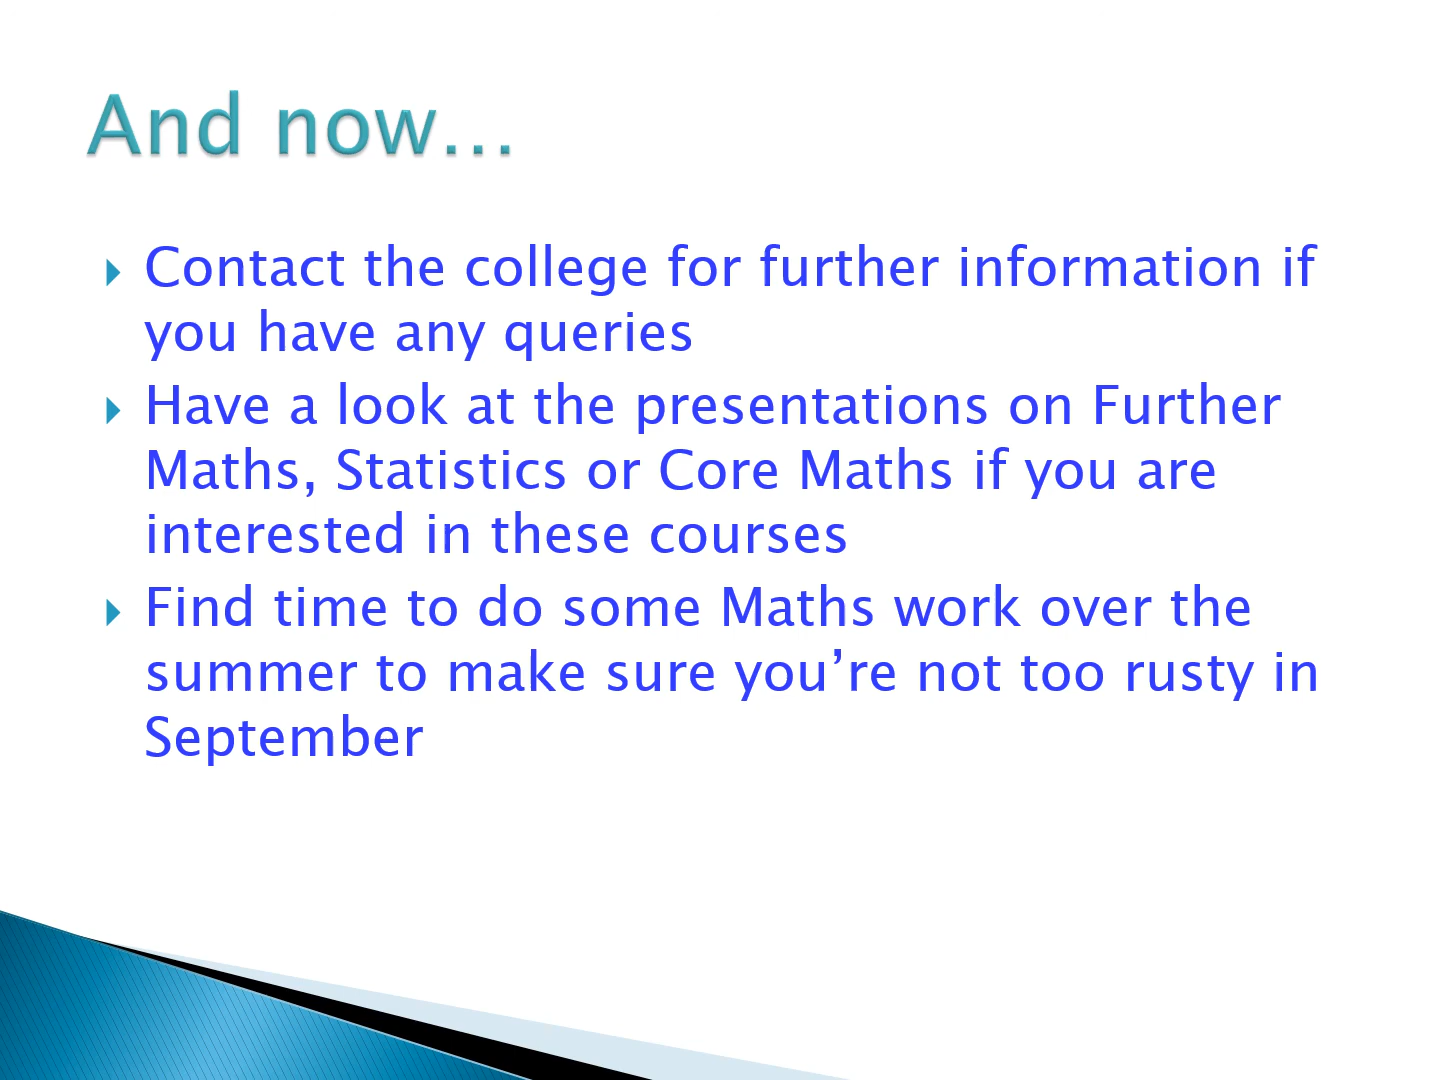 And now…
Contact the college for further information if
you have any queries
Have a look at the presentations on Further
Maths, Statistics or Core Maths if you are
interested in these courses
Find time to do some Maths work over the
summer to make sure you’re not too rusty in
September